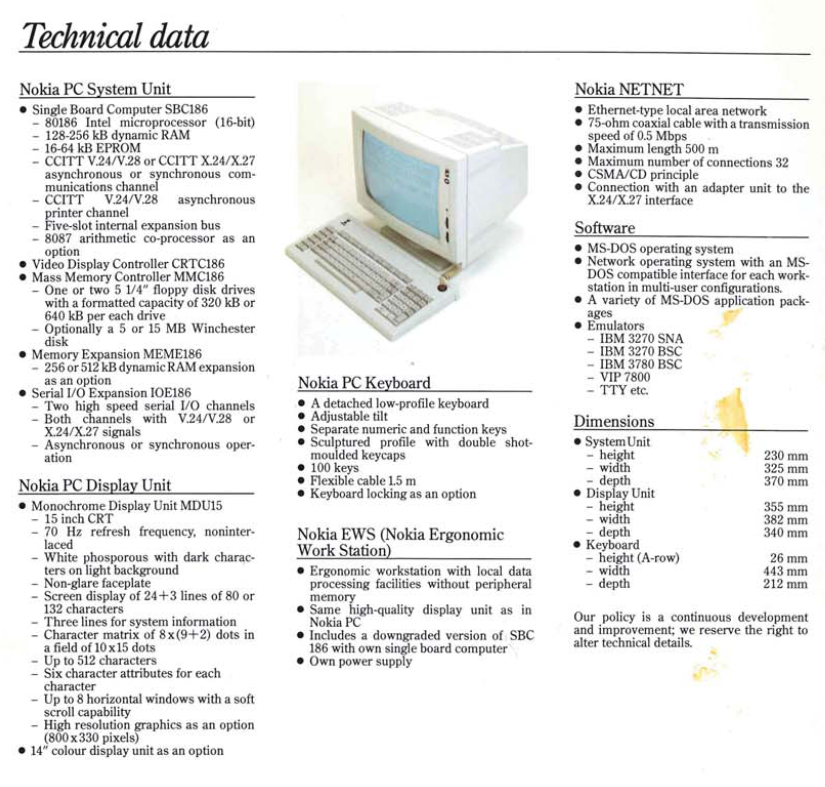 Technical data
Nokia PC System Unit
● Single Board Computer SBC186
– 80186 Intel microprocessor (16-bit)
– 128-256 kB dynamic RAM
– 16-64 kB EPROM
– CCITT V.24/V.28 or CCITT X.24/X.27
asynchronous or synchronous com-
munications channel
– CCITT V.24/V.28 asynchronous
printer channel
– Five-slot internal expansion bus
– 8087 arithmetic co-processor as an
option
● Video Display Controller CRTC186
● Mass Memory Controller MMC186
– One or two 5 1/4" floppy disk drives
with a formatted capacity of 320 kB or
640 kB per each drive
– Optionally a 5 or 15 MB Winchester
disk
● Memory Expansion MEME186
– 256 or 512 kB dynamic RAM expansion
as an option
● Serial I/O Expansion IOE186
– Two high speed serial I/O channels
– Both channels with V.24/V.28 or
X.24/X.27 signals
– Asynchronous or synchronous oper-
ation
Nokia PC Display Unit
● Monochrome Display Unit MDU15
– 15 inch CRT
– 70 Hz refresh frequency, noninter-
laced
– White phosporous with dark charac-
ters on light background
– Non-glare faceplate
– Screen display of 24+3 lines of 80 or
132 characters
– Three lines for system information
– Character matrix of 8x(9+2) dots in
a field of 10x15 dots
– Up to 512 characters
– Six character attributes for each
character
– Up to 8 horizontal windows with a soft
scroll capability
– High resolution graphics as an option
(800x330 pixels)
● 14" colour display unit as an option
Nokia PC Keyboard
● A detached low-profile keyboard
● Adjustable tilt
● Separate numeric and function keys
● Sculptured profile with double shot-
moulded keycaps
● 100 keys
● Flexible cable 1.5 m
● Keyboard locking as an option
Nokia EWS (Nokia Ergonomic
Work Station)
● Ergonomic workstation with local data
processing facilities without peripheral
memory
● Same high-quality display unit as in
Nokia PC
● Includes a downgraded version of SBC
186 with own single board computer
● Own power supply
Nokia NETNET
● Ethernet-type local area network
● 75-ohm coaxial cable with a transmission
speed of 0.5 Mbps
● Maximum length 500 m
● Maximum number of connections 32
● CSMA/CD principle
● Connection with an adapter unit to the
X.24/X.27 interface
Software
● MS-DOS operating system
● Network operating system with an MS-
DOS compatible interface for each work-
station in multi-user configurations.
● A variety of MS-DOS application pack-
ages
● Emulators
– IBM 3270 SNA
– IBM 3270 BSC
– IBM 3780 BSC
– VIP 7800
– TTY etc.
Dimensions
● System Unit
– height 230 mm
– width 325 mm
– depth 370 mm
● Display Unit
– height 355 mm
– width 382 mm
– depth 340 mm
● Keyboard
– height (A-row) 26 mm
– width 443 mm
– depth 212 mm
Our policy is a continuous development
and improvement; we reserve the right to
alter technical details.